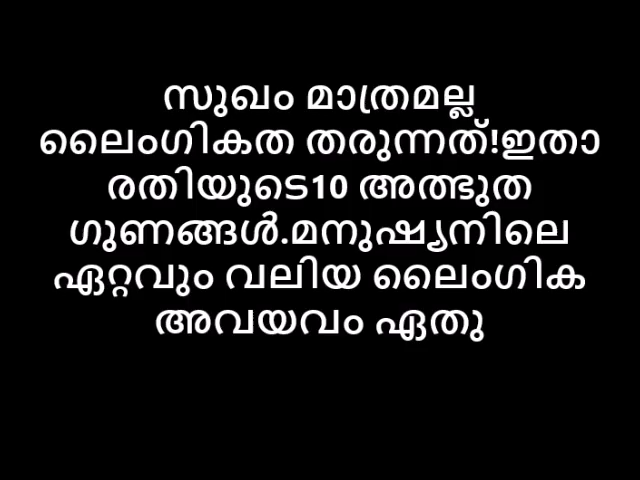 സുഖം മാത്രമല്ല
ലൈംഗികത തരുന്നത്!ഇതാ
രതിയുടെ10 അത്ഭുത
ഗുണങ്ങൾ.മനുഷ്യനിലെ
ഏറ്റവും വലിയ ലൈംഗിക
അവയവം ഏതു